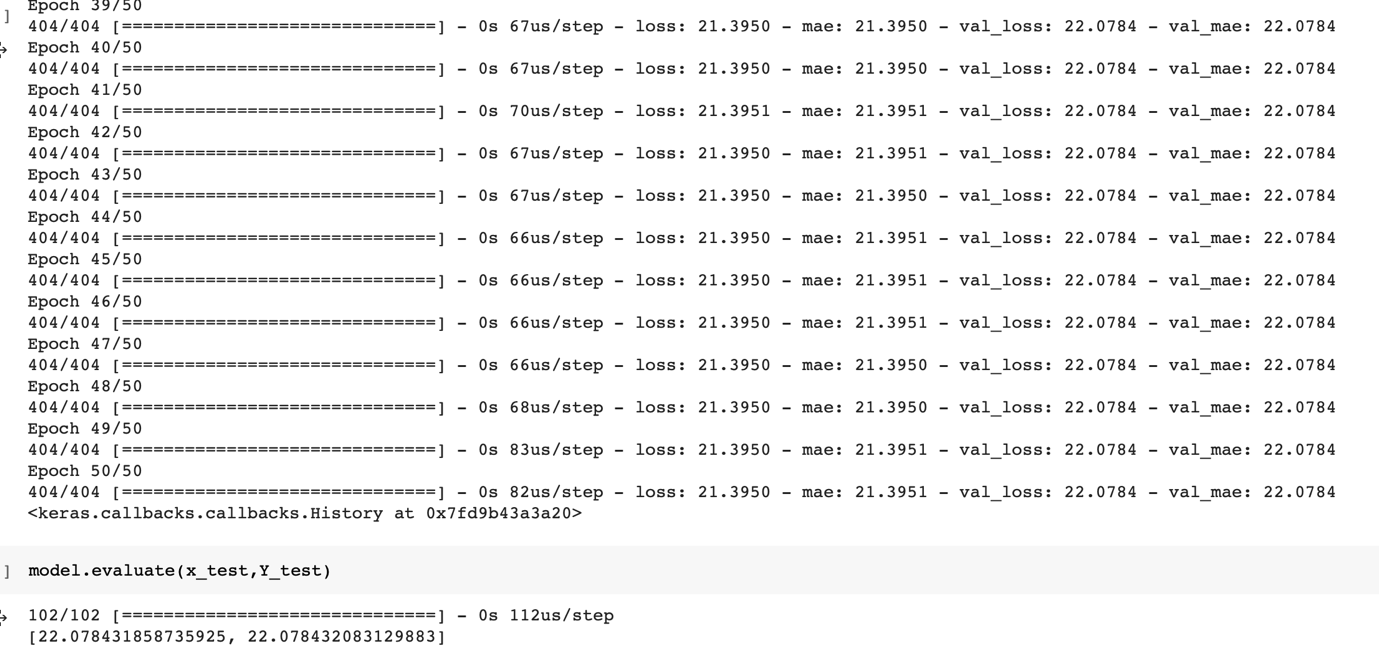 Epoch 39/50
404/404 [==============================] - 0s 67us/step - loss: 21.3950 - mae: 21.3950 - val_loss: 22.0784 - val_mae: 22.0784
Epoch 40/50
404/404 [==============================] - 0s 67us/step - loss: 21.3950 - mae: 21.3950 - val_loss: 22.0784 - val_mae: 22.0784
Epoch 41/50
404/404 [==============================] - 0s 70us/step - loss: 21.3951 - mae: 21.3951 - val_loss: 22.0784 - val_mae: 22.0784
Epoch 42/50
404/404 [==============================] - 0s 67us/step - loss: 21.3950 - mae: 21.3951 - val_loss: 22.0784 - val_mae: 22.0784
Epoch 43/50
404/404 [==============================] - 0s 67us/step - loss: 21.3950 - mae: 21.3950 - val_loss: 22.0784 - val_mae: 22.0784
Epoch 44/50
404/404 [==============================] - 0s 66us/step - loss: 21.3950 - mae: 21.3951 - val_loss: 22.0784 - val_mae: 22.0784
Epoch 45/50
404/404 [==============================] - 0s 66us/step - loss: 21.3950 - mae: 21.3951 - val_loss: 22.0784 - val_mae: 22.0784
Epoch 46/50
404/404 [==============================] - 0s 66us/step - loss: 21.3950 - mae: 21.3951 - val_loss: 22.0784 - val_mae: 22.0784
Epoch 47/50
404/404 [==============================] - 0s 66us/step - loss: 21.3950 - mae: 21.3950 - val_loss: 22.0784 - val_mae: 22.0784
Epoch 48/50
404/404 [==============================] - 0s 68us/step - loss: 21.3950 - mae: 21.3950 - val_loss: 22.0784 - val_mae: 22.0784
Epoch 49/50
404/404 [==============================] - 0s 83us/step - loss: 21.3950 - mae: 21.3951 - val_loss: 22.0784 - val_mae: 22.0784
Epoch 50/50
404/404 [==============================] - 0s 82us/step - loss: 21.3950 - mae: 21.3951 - val_loss: 22.0784 - val_mae: 22.0784
<keras.callbacks.callbacks.History at 0x7fd9b43a3a20>
] model.evaluate(x_test,Y_test)
102/102 [==============================] - 0s 112us/step
[22.078431858735925, 22.078432083129883]